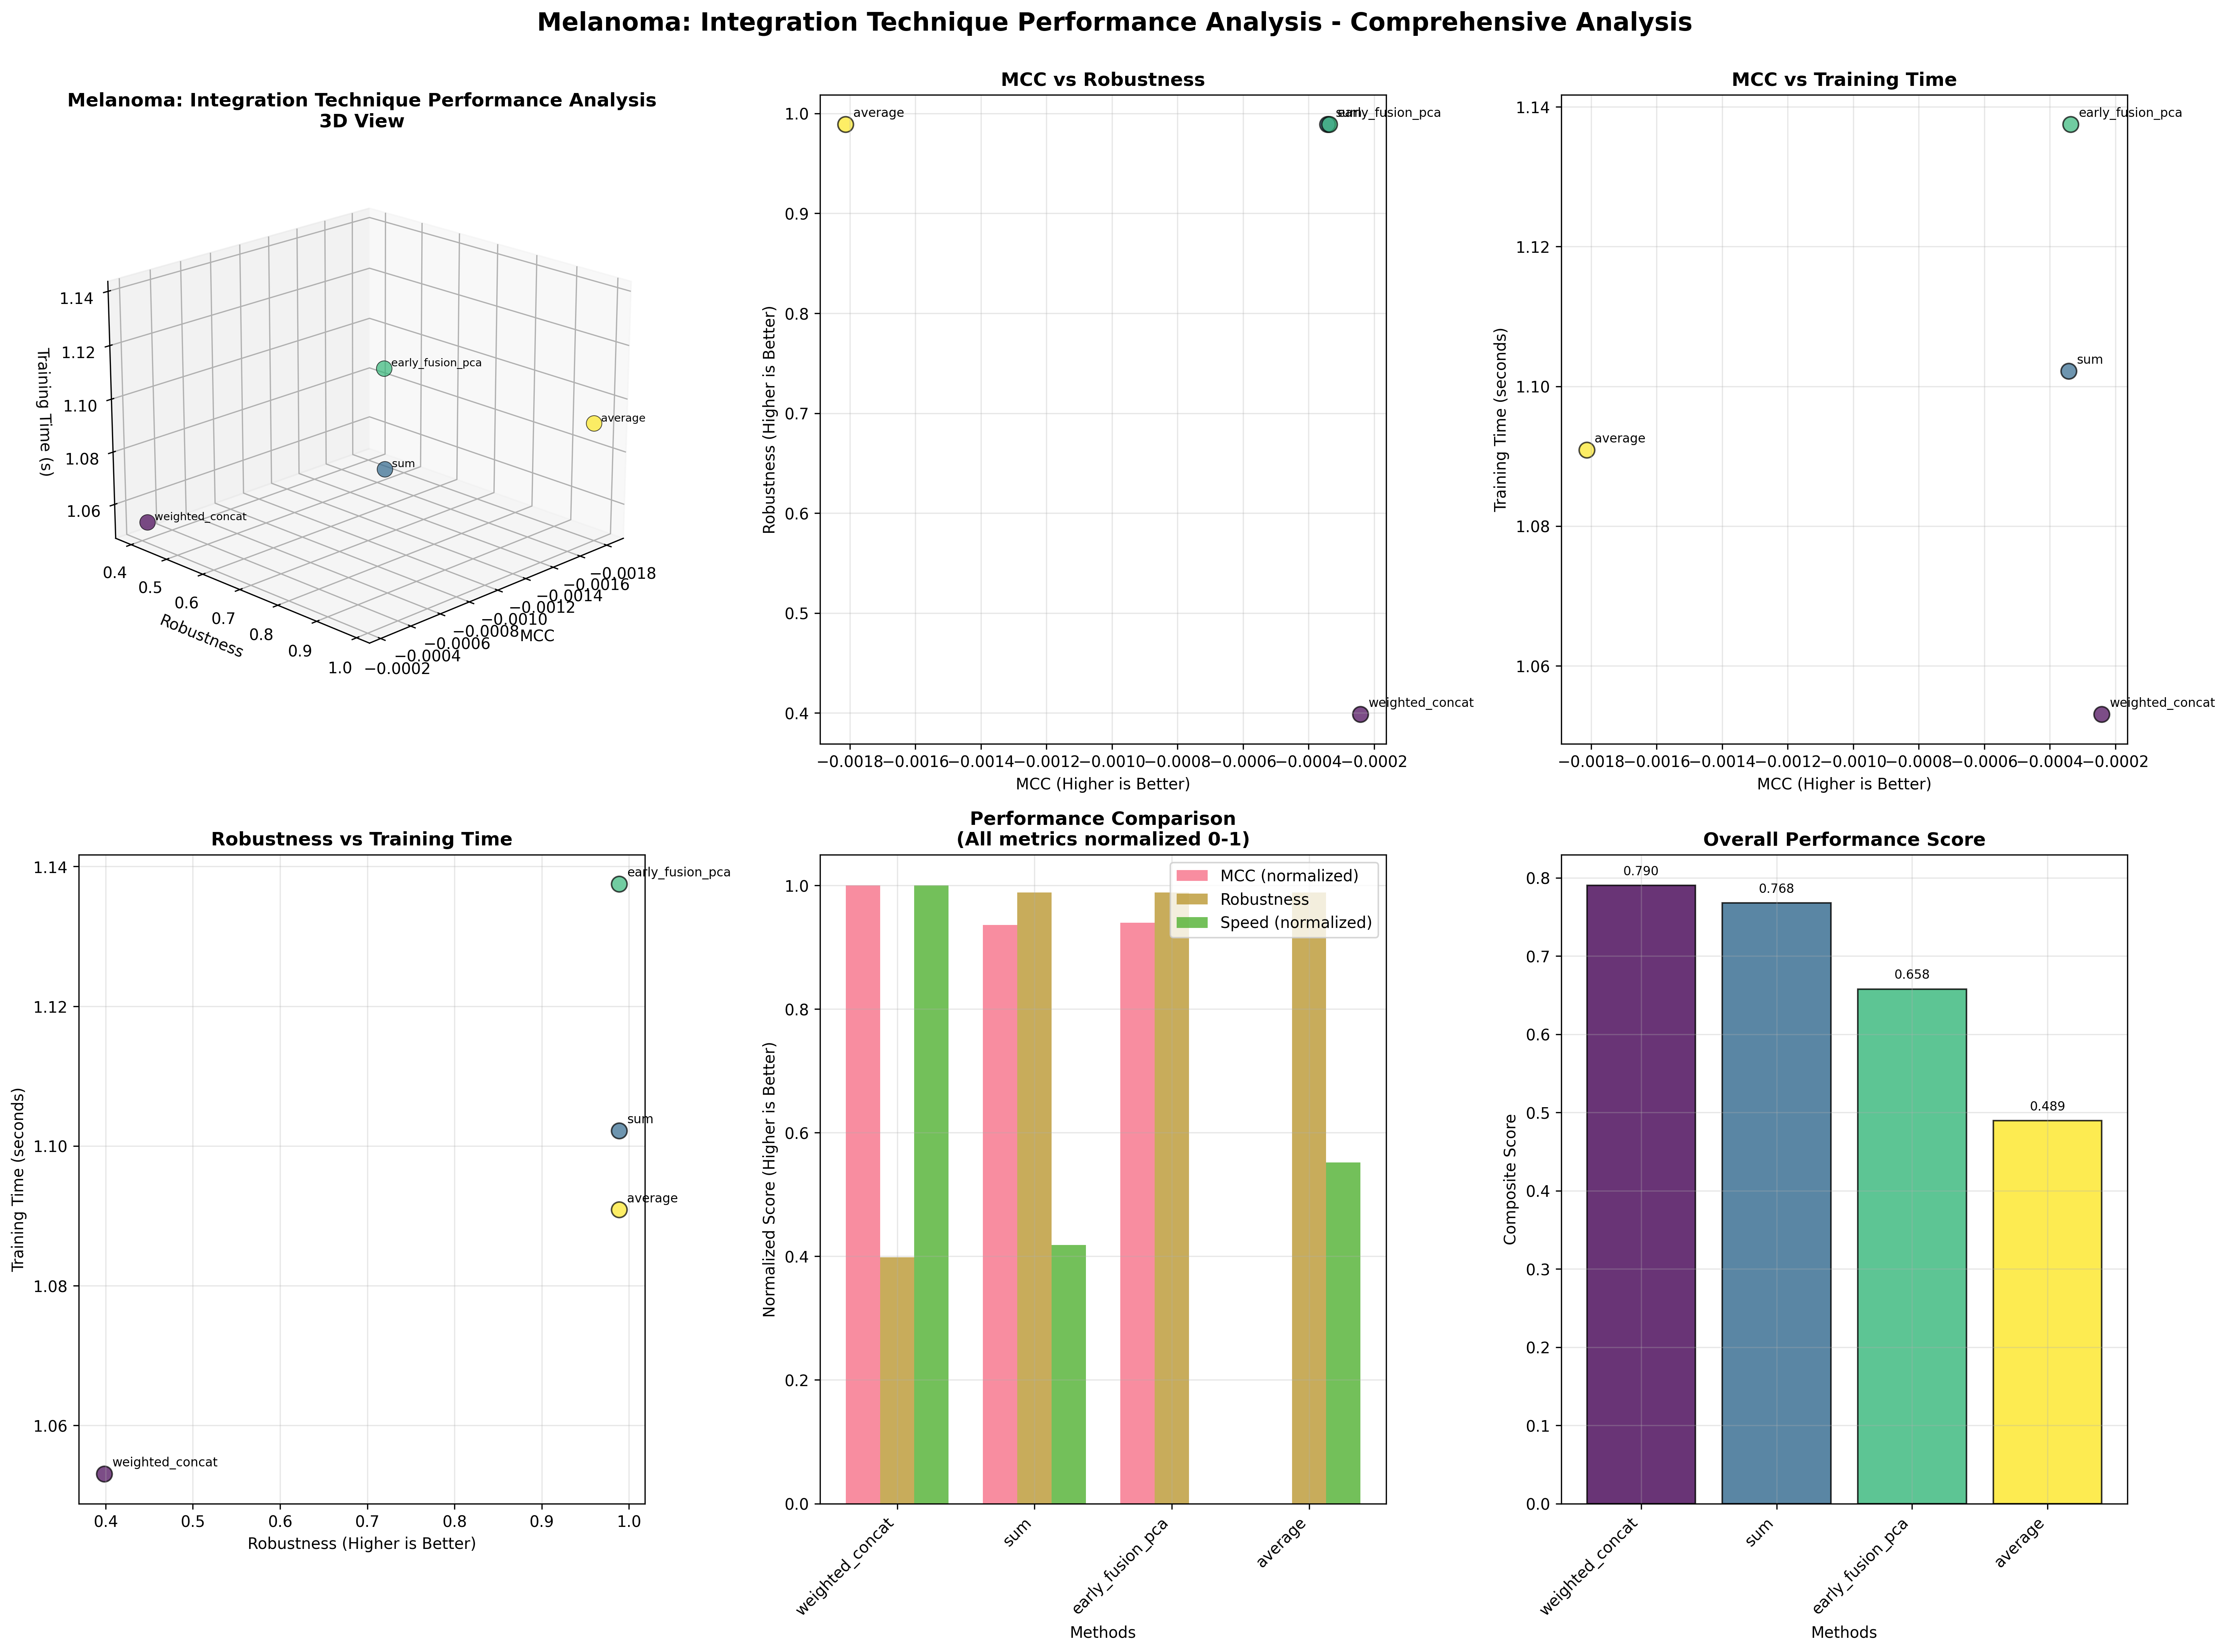 Melanoma: Integration Technique Performance Analysis - Comprehensive Analysis
Melanoma: Integration Technique Performance Analysis
3D View
1.14
1.12
1.10
1.08
1.06
Training Time (s)
early_fusion_pca
average
sum
weighted_concat
0.4
0.5
0.6
0.7
0.8
0.9
1.0
Robustness
−0.0018
−0.0016
−0.0014
−0.0012
−0.0010
−0.0008
−0.0006
−0.0004
−0.0002
MCC
MCC vs Robustness
1.0
0.9
0.8
0.7
0.6
0.5
0.4
Robustness (Higher is Better)
average
sum
early_fusion_pca
weighted_concat
−0.0018 −0.0016 −0.0014 −0.0012 −0.0010 −0.0008 −0.0006 −0.0004 −0.0002
MCC (Higher is Better)
MCC vs Training Time
1.14
1.12
1.10
1.08
1.06
Training Time (seconds)
early_fusion_pca
sum
average
weighted_concat
−0.0018 −0.0016 −0.0014 −0.0012 −0.0010 −0.0008 −0.0006 −0.0004 −0.0002
MCC (Higher is Better)
Robustness vs Training Time
1.14
1.12
1.10
1.08
1.06
Training Time (seconds)
early_fusion_pca
sum
average
weighted_concat
0.4 0.5 0.6 0.7 0.8 0.9 1.0
Robustness (Higher is Better)
Performance Comparison
(All metrics normalized 0-1)
1.0
0.8
0.6
0.4
0.2
0.0
Normalized Score (Higher is Better)
MCC (normalized)
Robustness
Speed (normalized)
weighted_concat
sum
early_fusion_pca
average
Methods
Overall Performance Score
0.8
0.7
0.6
0.5
0.4
0.3
0.2
0.1
0.0
Composite Score
0.790
0.768
0.658
0.489
weighted_concat
sum
early_fusion_pca
average
Methods